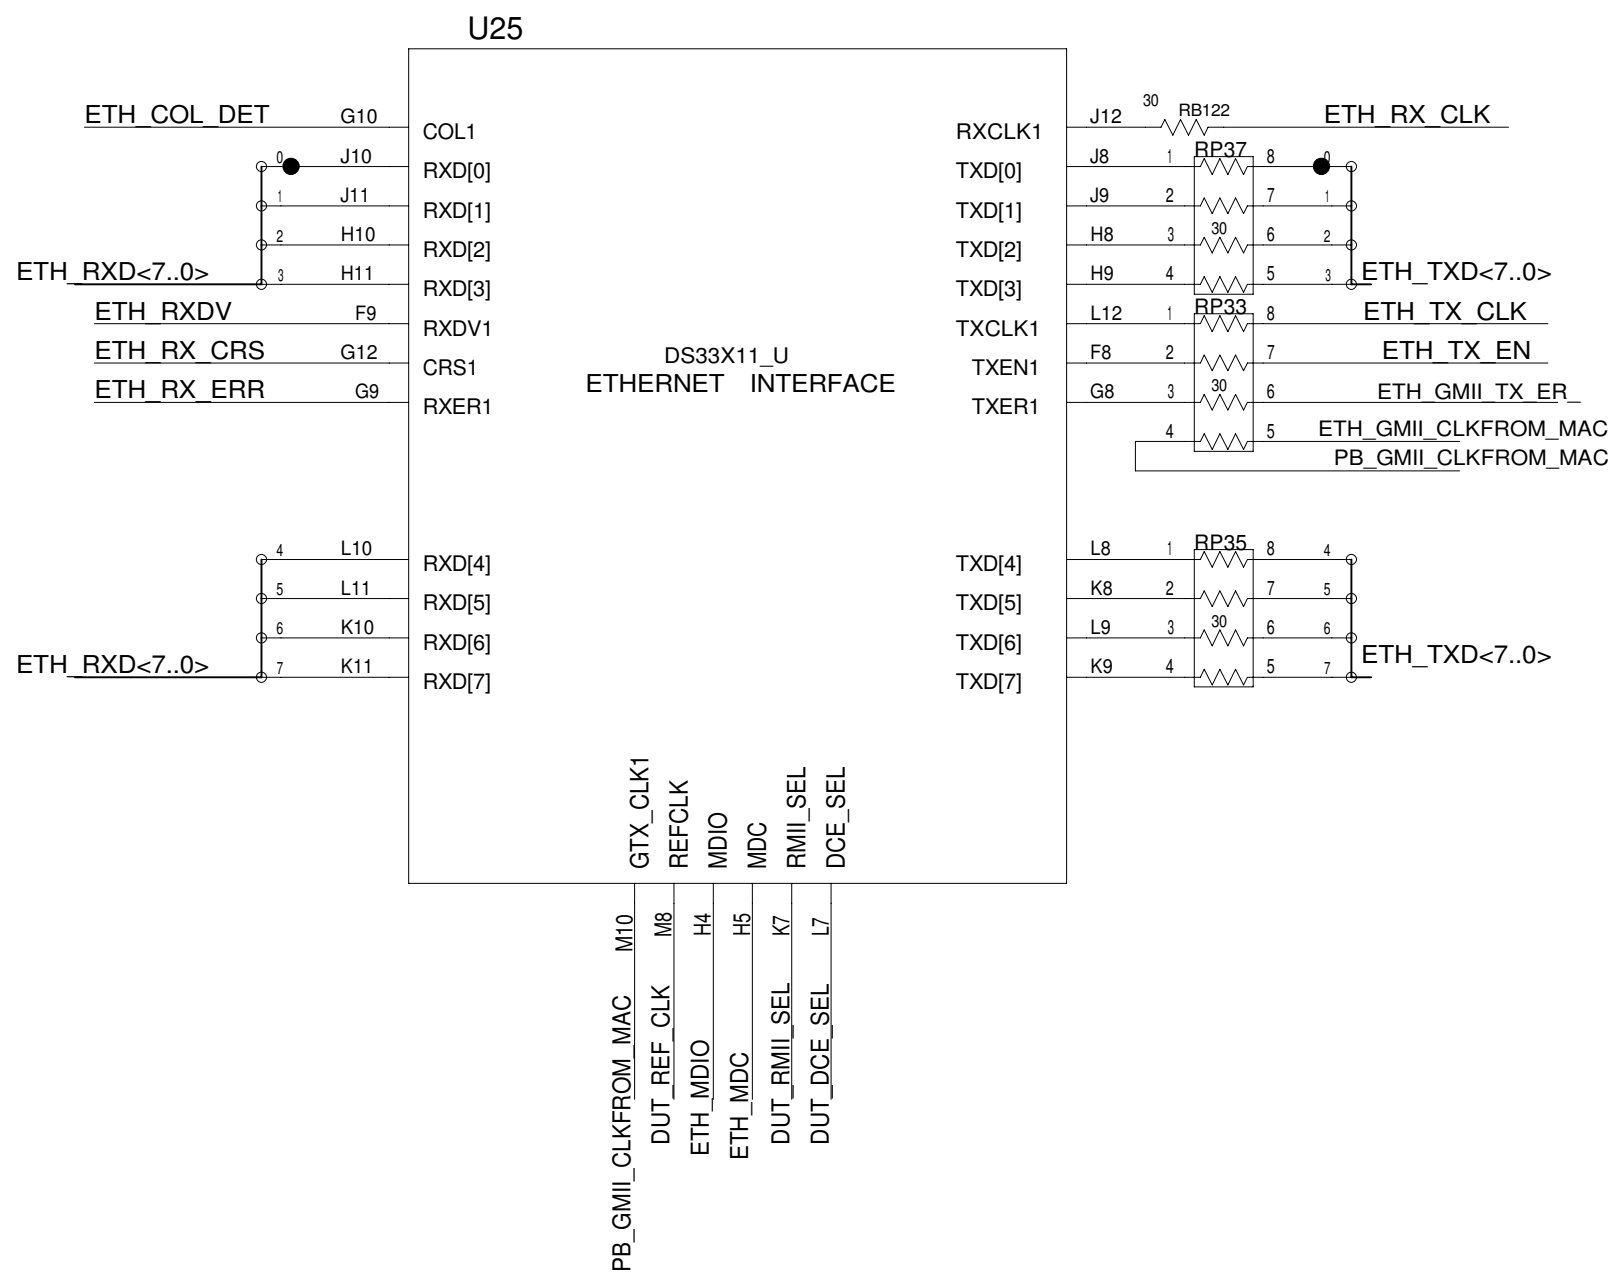 U25
ETH_COL_DET G10 COL1 RXCLK1 J12 30 RB122 ETH_RX_CLK
0 J10 RXD[0] TXD[0] J8 1 RP37 8 0
1 J11 RXD[1] TXD[1] J9 2 7 1
2 H10 RXD[2] TXD[2] H8 3 30 6 2
ETH_RXD<7..0> 3 H11 RXD[3] TXD[3] H9 4 5 3 ETH_TXD<7..0>
ETH_RXDV F9 RXDV1 TXCLK1 L12 1 RP33 8 ETH_TX_CLK
ETH_RX_CRS G12 CRS1 TXEN1 F8 2 7 ETH_TX_EN
DS33X11_U
ETHERNET INTERFACE
ETH_RX_ERR G9 RXER1 TXER1 G8 3 30 6 ETH_GMII_TX_ER_
4 5 ETH_GMII_CLKFROM_MAC
PB_GMII_CLKFROM_MAC
4 L10 RXD[4] TXD[4] L8 1 RP35 8 4
5 L11 RXD[5] TXD[5] K8 2 7 5
6 K10 RXD[6] TXD[6] L9 3 30 6 6
ETH_RXD<7..0> 7 K11 RXD[7] TXD[7] K9 4 5 7 ETH_TXD<7..0>
GTX_CLK1 M10 PB_GMII_CLKFROM_MAC
REFCLK M8 DUT_REF_CLK
MDIO H4 ETH_MDIO
MDC H5 ETH_MDC
RMII_SEL K7 DUT_RMII_SEL
DCE_SEL L7 DUT_DCE_SEL